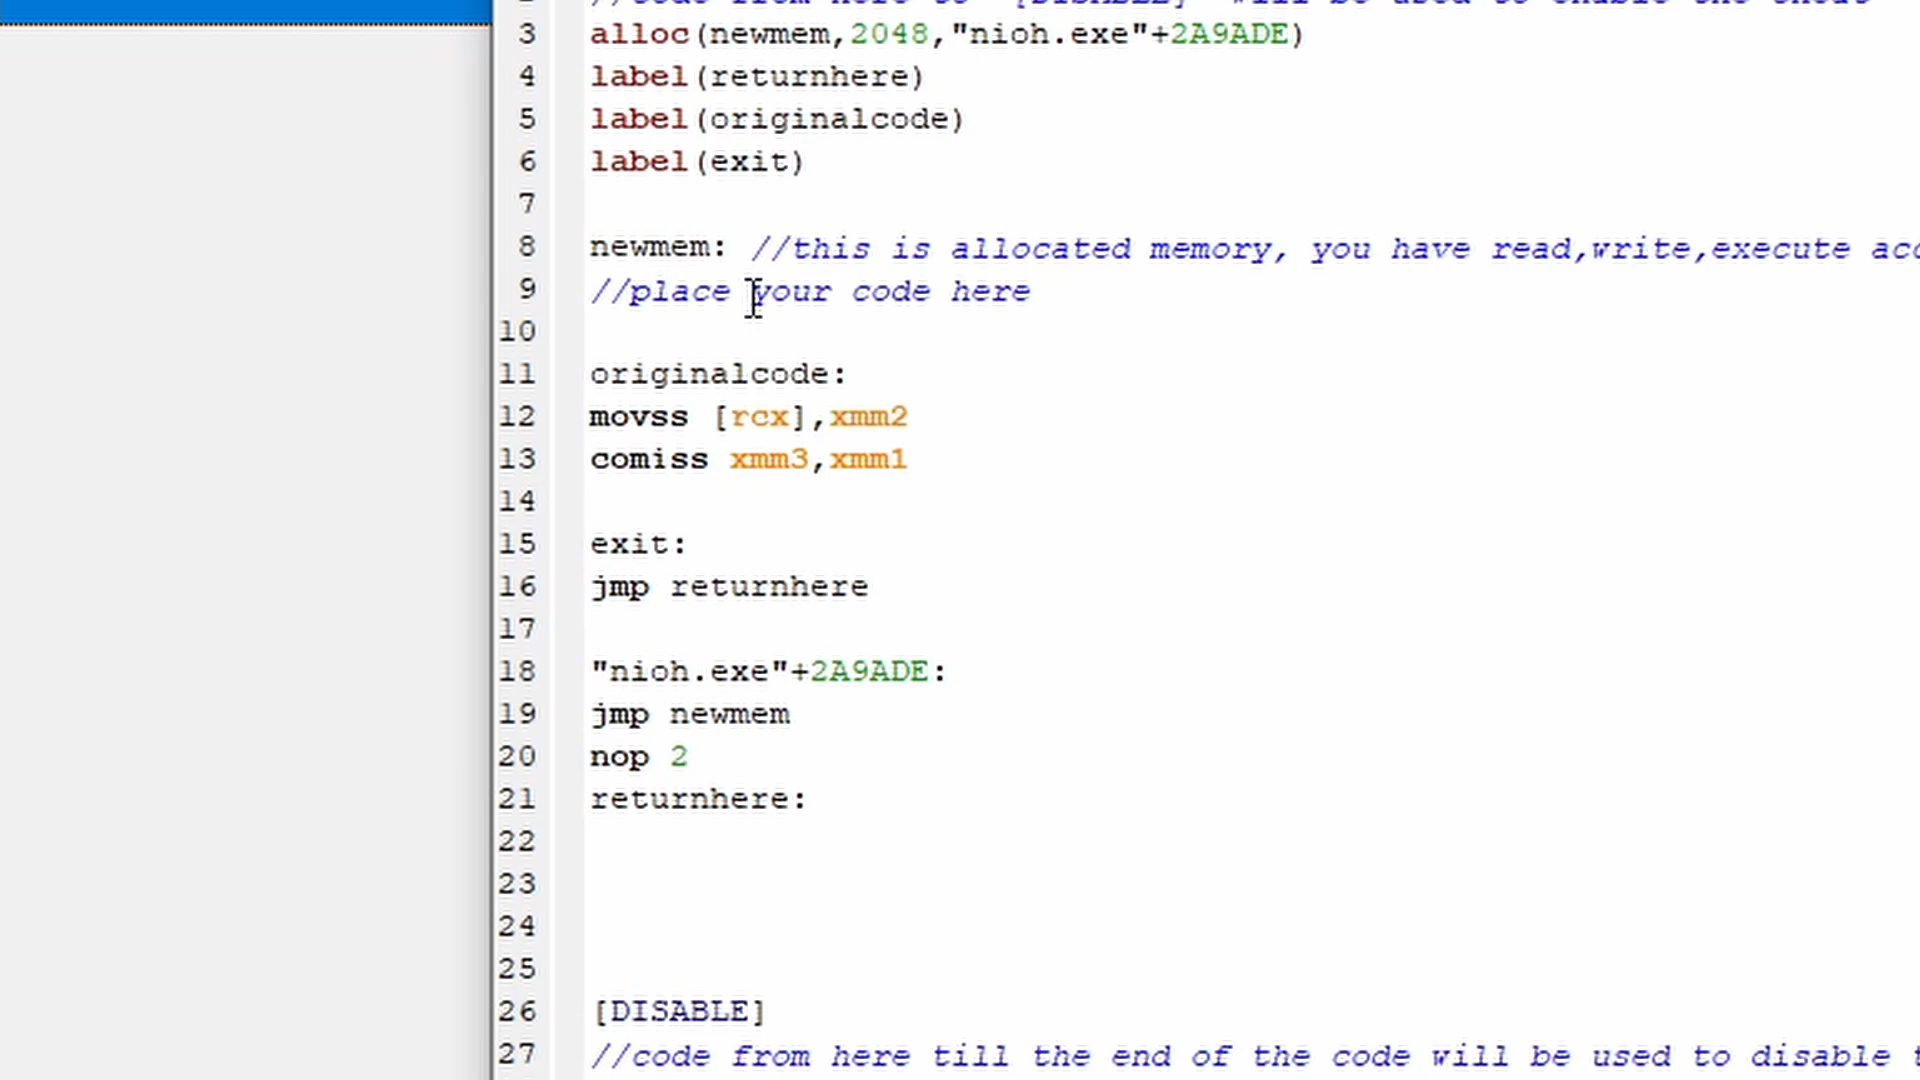 3 alloc(newmem,2048,"nioh.exe"+2A9ADE)
4 label(returnhere)
5 label(originalcode)
6 label(exit)
7
8 newmem: //this is allocated memory, you have read,write,execute
9 //place your code here
10
11 originalcode:
12 movss [rcx],xmm2
13 comiss xmm3,xmm1
14
15 exit:
16 jmp returnhere
17
18 "nioh.exe"+2A9ADE:
19 jmp newmem
20 nop 2
21 returnhere:
22
23
24
25
26 [DISABLE]
27 //code from here till the end of the code will be used to disable